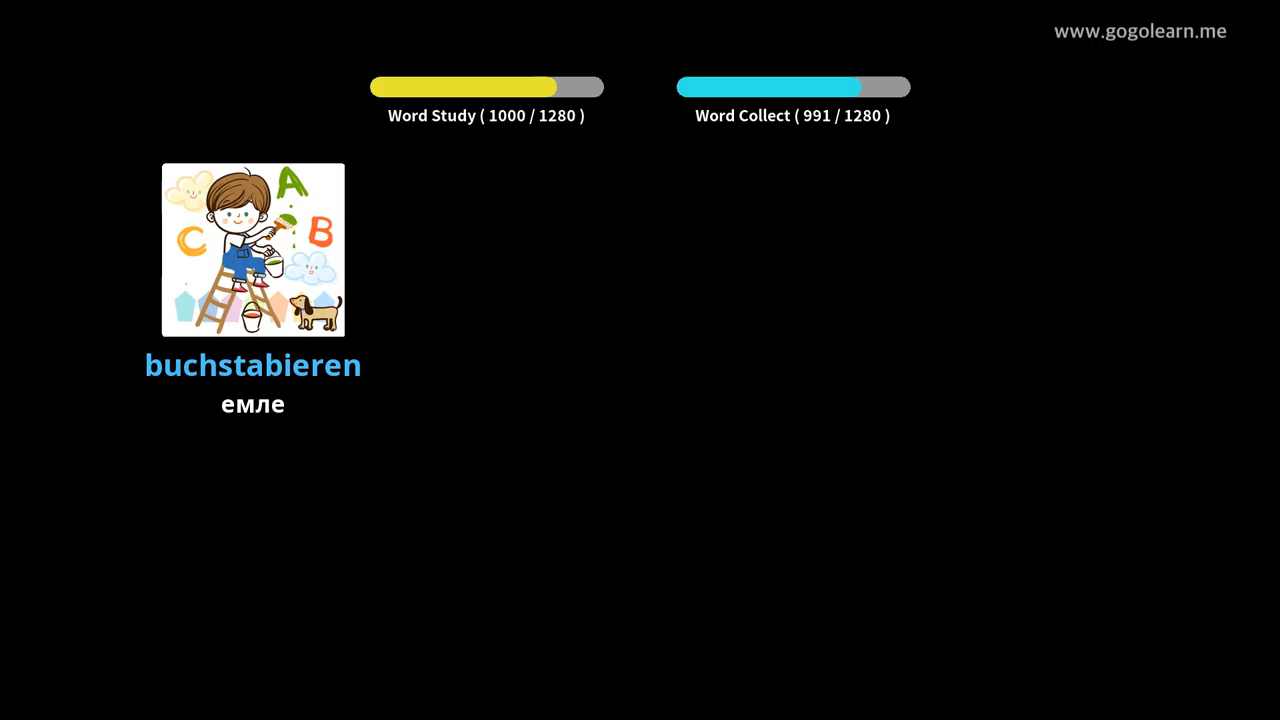 www.gogolearn.me
Word Study ( 1000 / 1280 )
Word Collect ( 991 / 1280 )
A
B
C
buchstabieren
емле